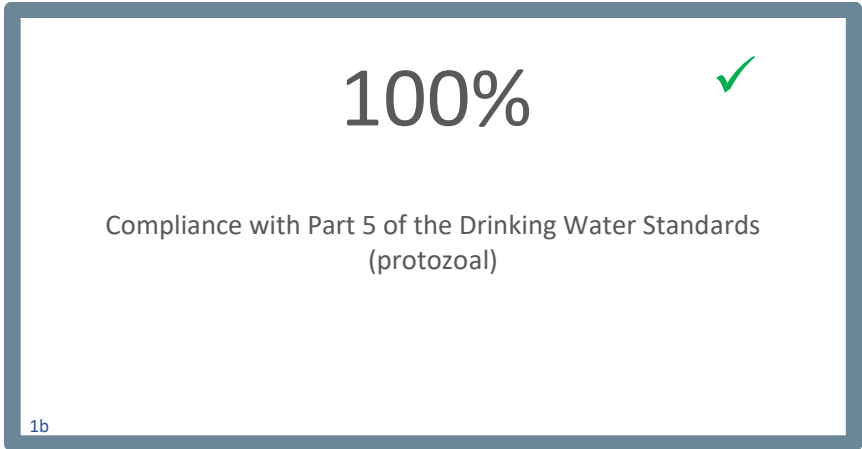 100%
Compliance with Part 5 of the Drinking Water Standards
(protozoal)
1b